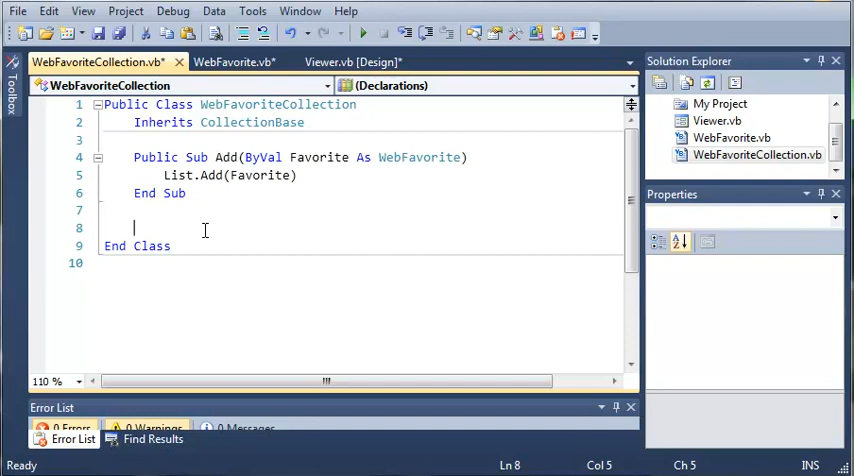 File Edit View Project Debug Data Tools Window Help
WebFavoriteCollection.vb* WebFavorite.vb* Viewer.vb [Design]*
WebFavoriteCollection (Declarations)
1 Public Class WebFavoriteCollection
2 Inherits CollectionBase
3
4 Public Sub Add(ByVal Favorite As WebFavorite)
5 List.Add(Favorite)
6 End Sub
7
8
9 End Class
10
110 %
Toolbox
Solution Explorer
My Project
Viewer.vb
WebFavorite.vb
WebFavoriteCollection.vb
Properties
Error List
0 Errors 0 Warnings 0 Messages
Error List Find Results
Ready Ln 8 Col 5 Ch 5 INS